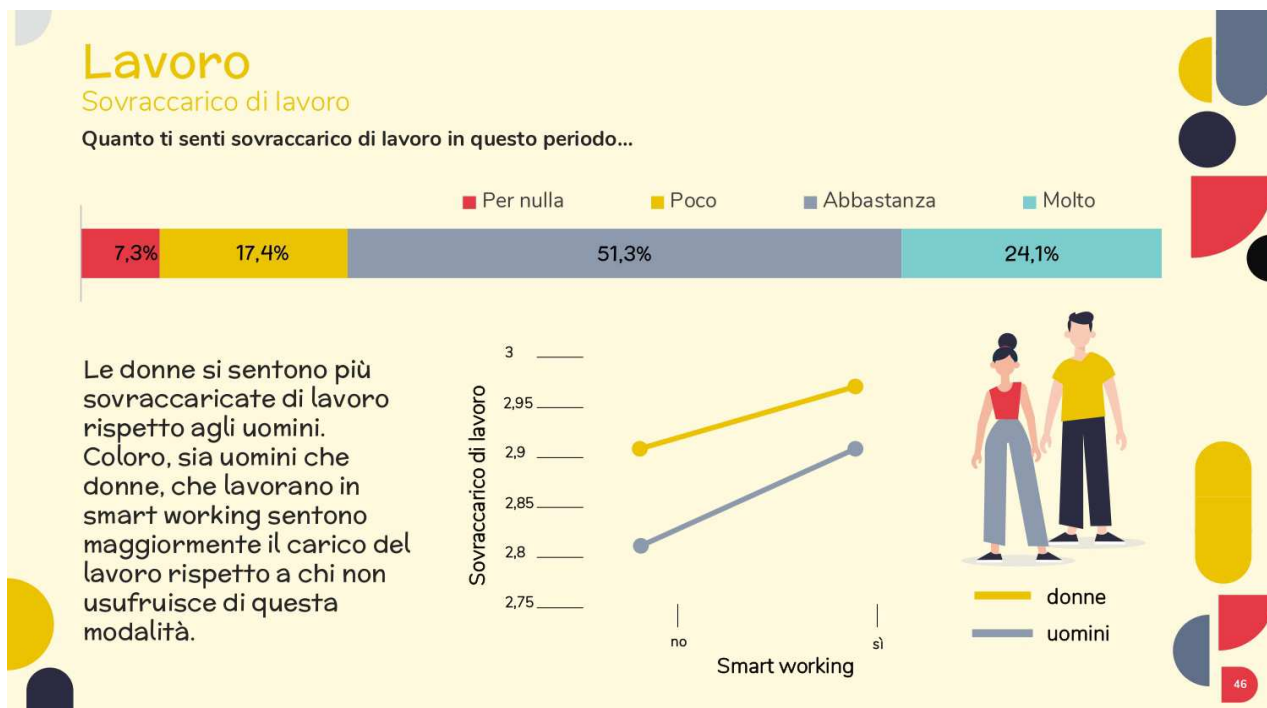 Lavoro
Sovraccarico di lavoro
Quanto ti senti sovraccarico di lavoro in questo periodo...
Per nulla
Poco
Abbastanza
Molto
7,3%
17,4%
51,3%
24,1%
Le donne si sentono più
sovraccaricate di lavoro
rispetto agli uomini.
Coloro, sia uomini che
donne, che lavorano in
smart working sentono
maggiormente il carico del
lavoro rispetto a chi non
usufruisce di questa
modalità.
Sovraccarico di lavoro
3
2,95
2,9
2,85
2,8
2,75
no
sì
Smart working
donne
uomini
46